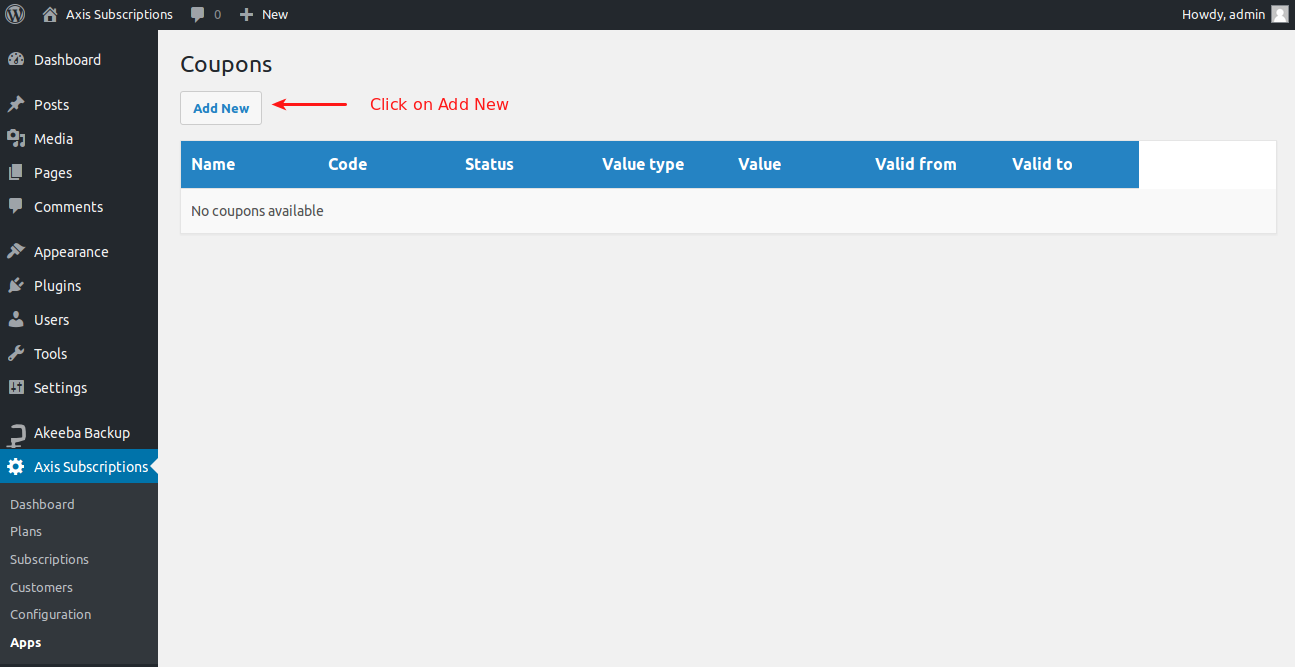 Axis Subscriptions 0 New Howdy, admin
Dashboard
Posts
Media
Pages
Comments
Appearance
Plugins
Users
Tools
Settings
Akeeba Backup
Axis Subscriptions
Dashboard
Plans
Subscriptions
Customers
Configuration
Apps
Coupons
Add New Click on Add New
Name Code Status Value type Value Valid from Valid to
No coupons available